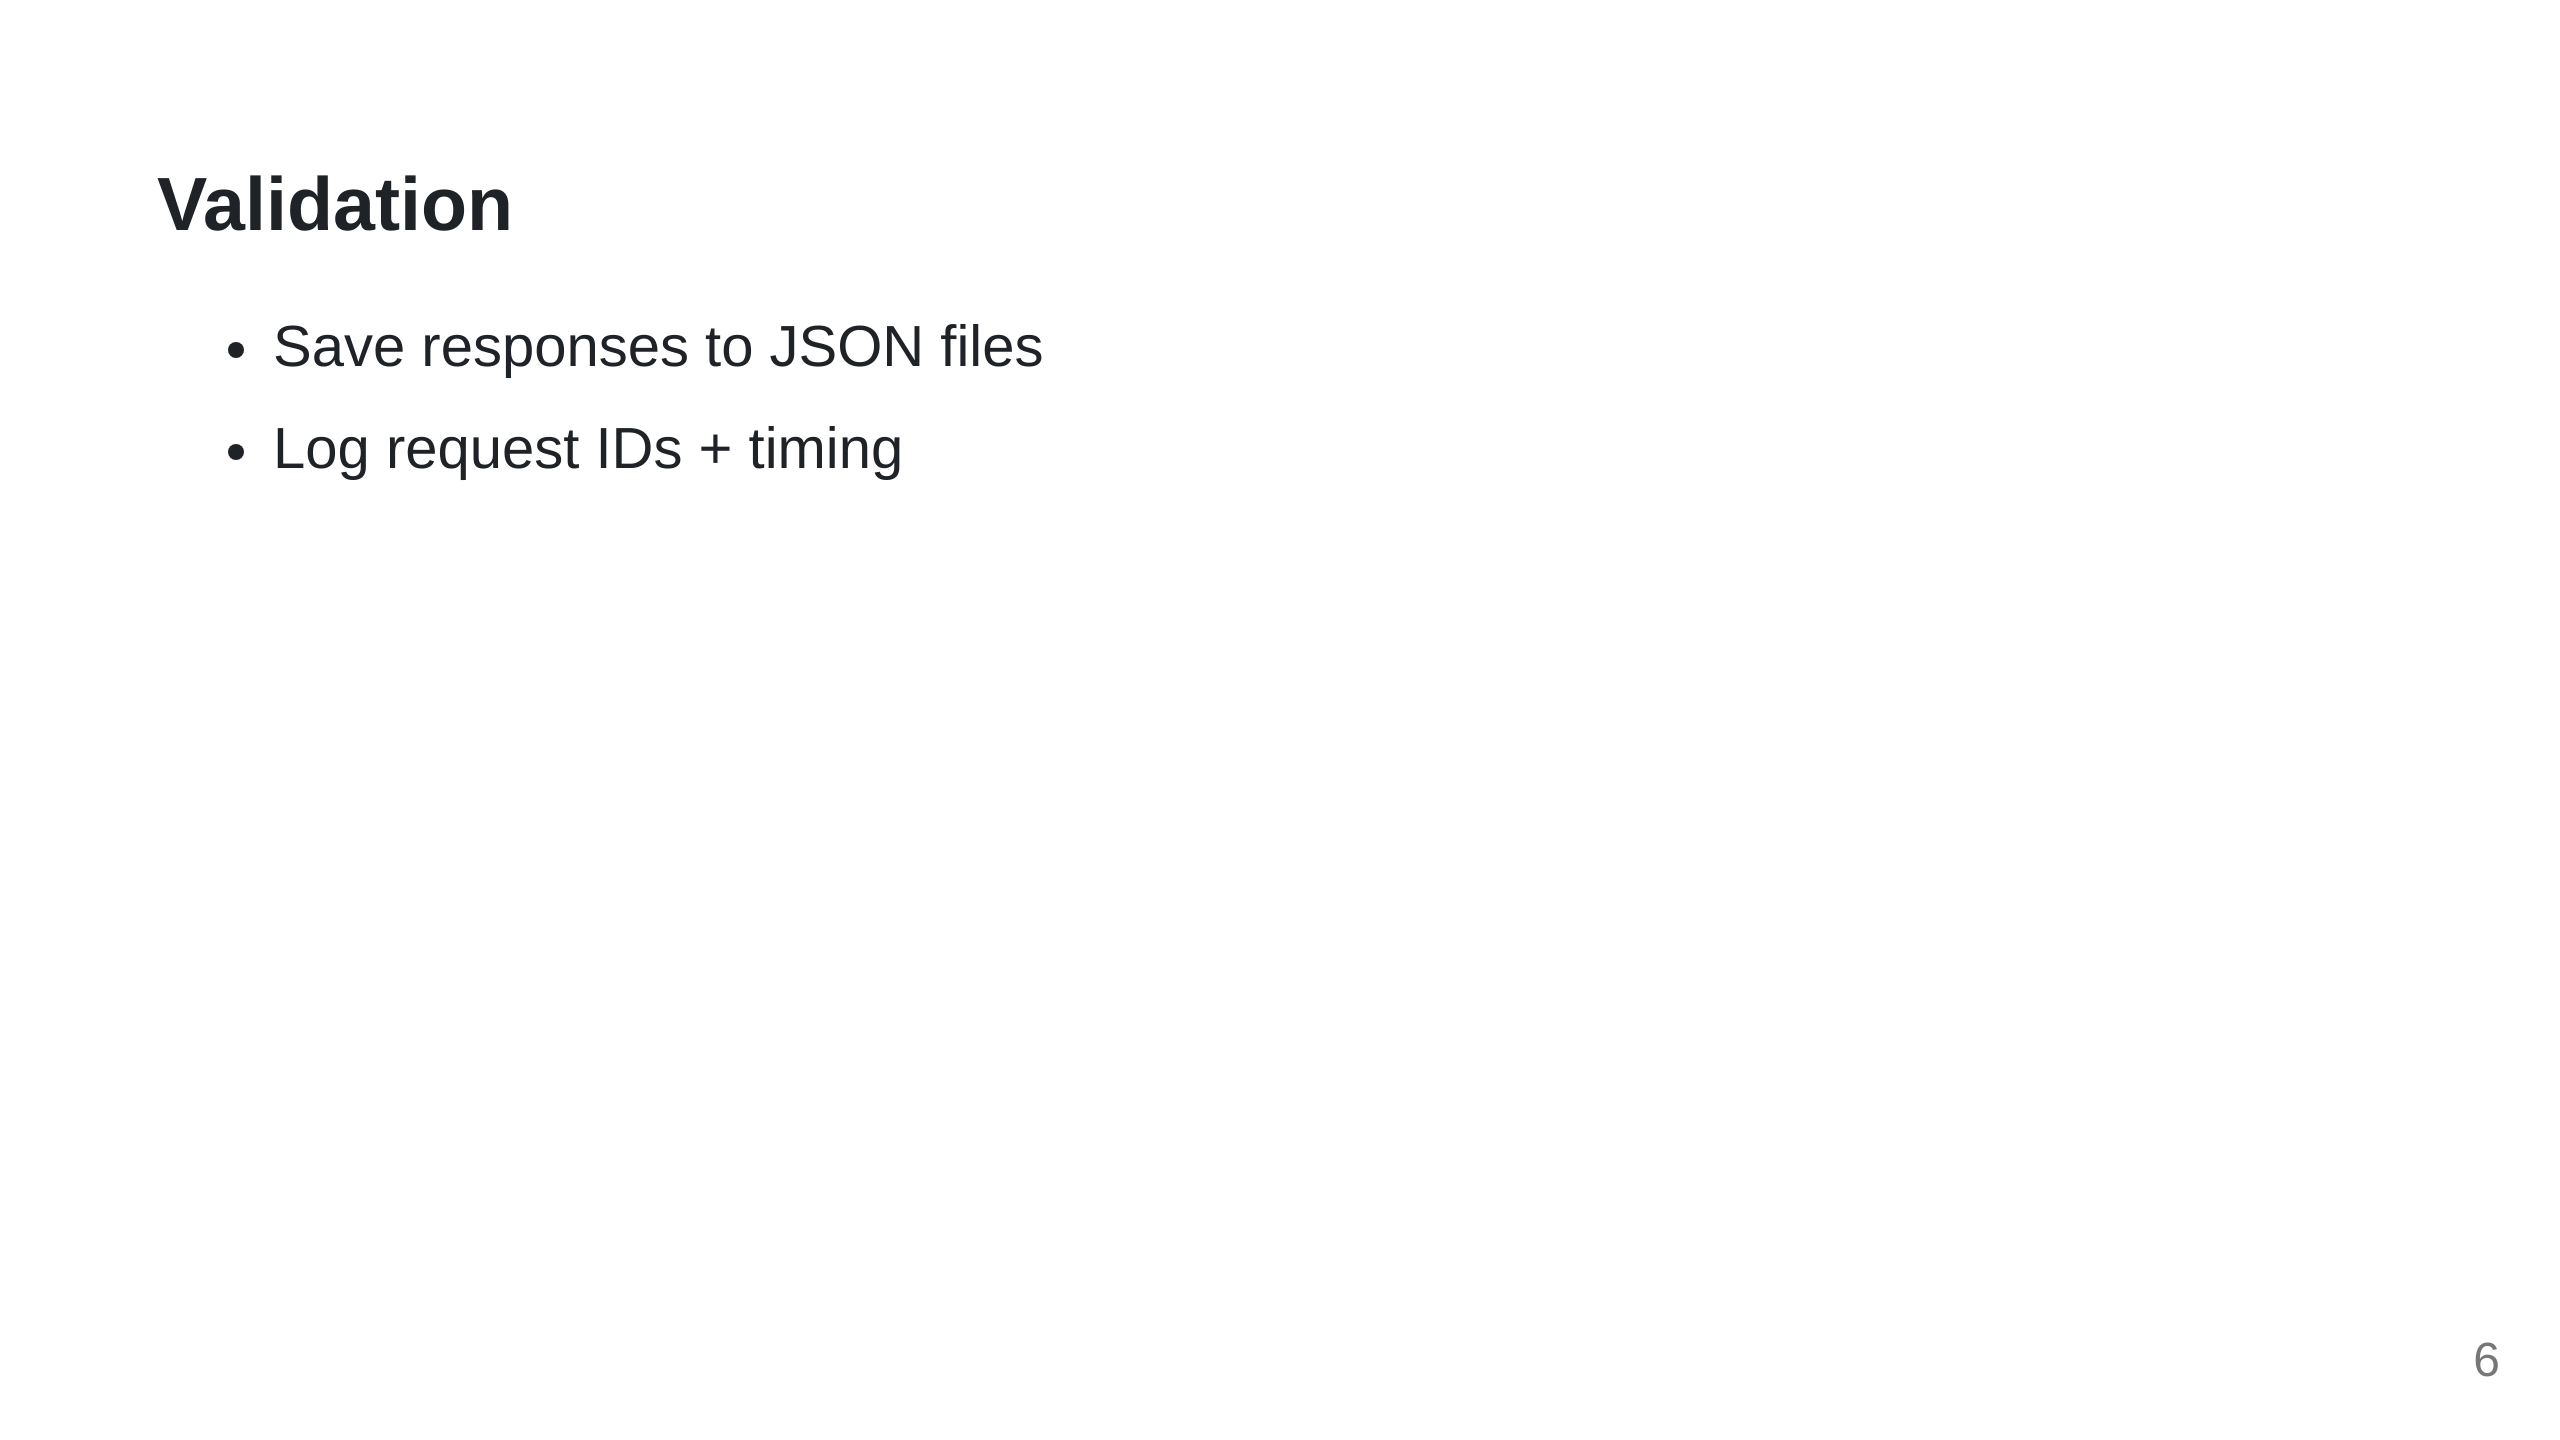 Validation
• Save responses to JSON files
• Log request IDs + timing
6